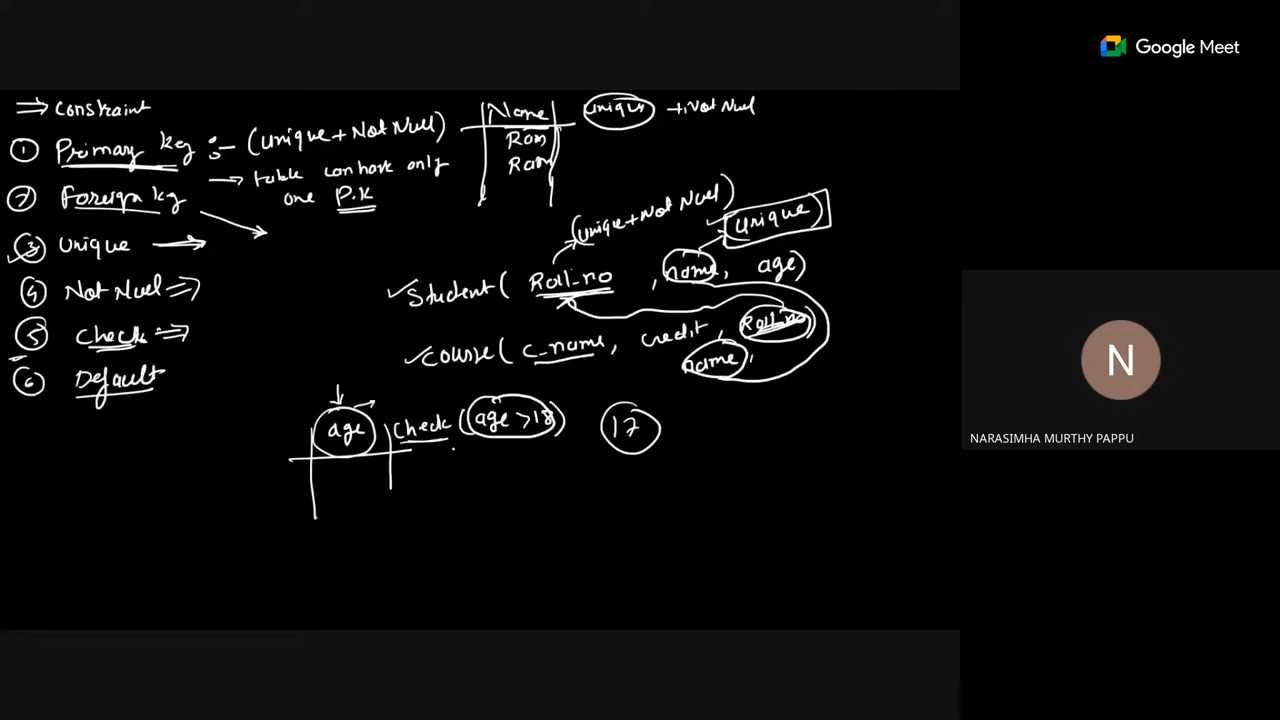 Google Meet
⇒ constraint
① Primary key :- (Unique + Not Null)
→ table can have only
one P.K
② Foreign key
③ Unique →
④ Not Null ⇒
⑤ Check ⇒
⑥ Default
Name Unique + Not Null
Ram
Ram
(Unique + Not Null) Unique
✓ Student ( Roll-no , name, age)
✓ Course ( c-name, credit, Roll-no)
name,
age Check (age > 18) 17
N
NARASIMHA MURTHY PAPPU